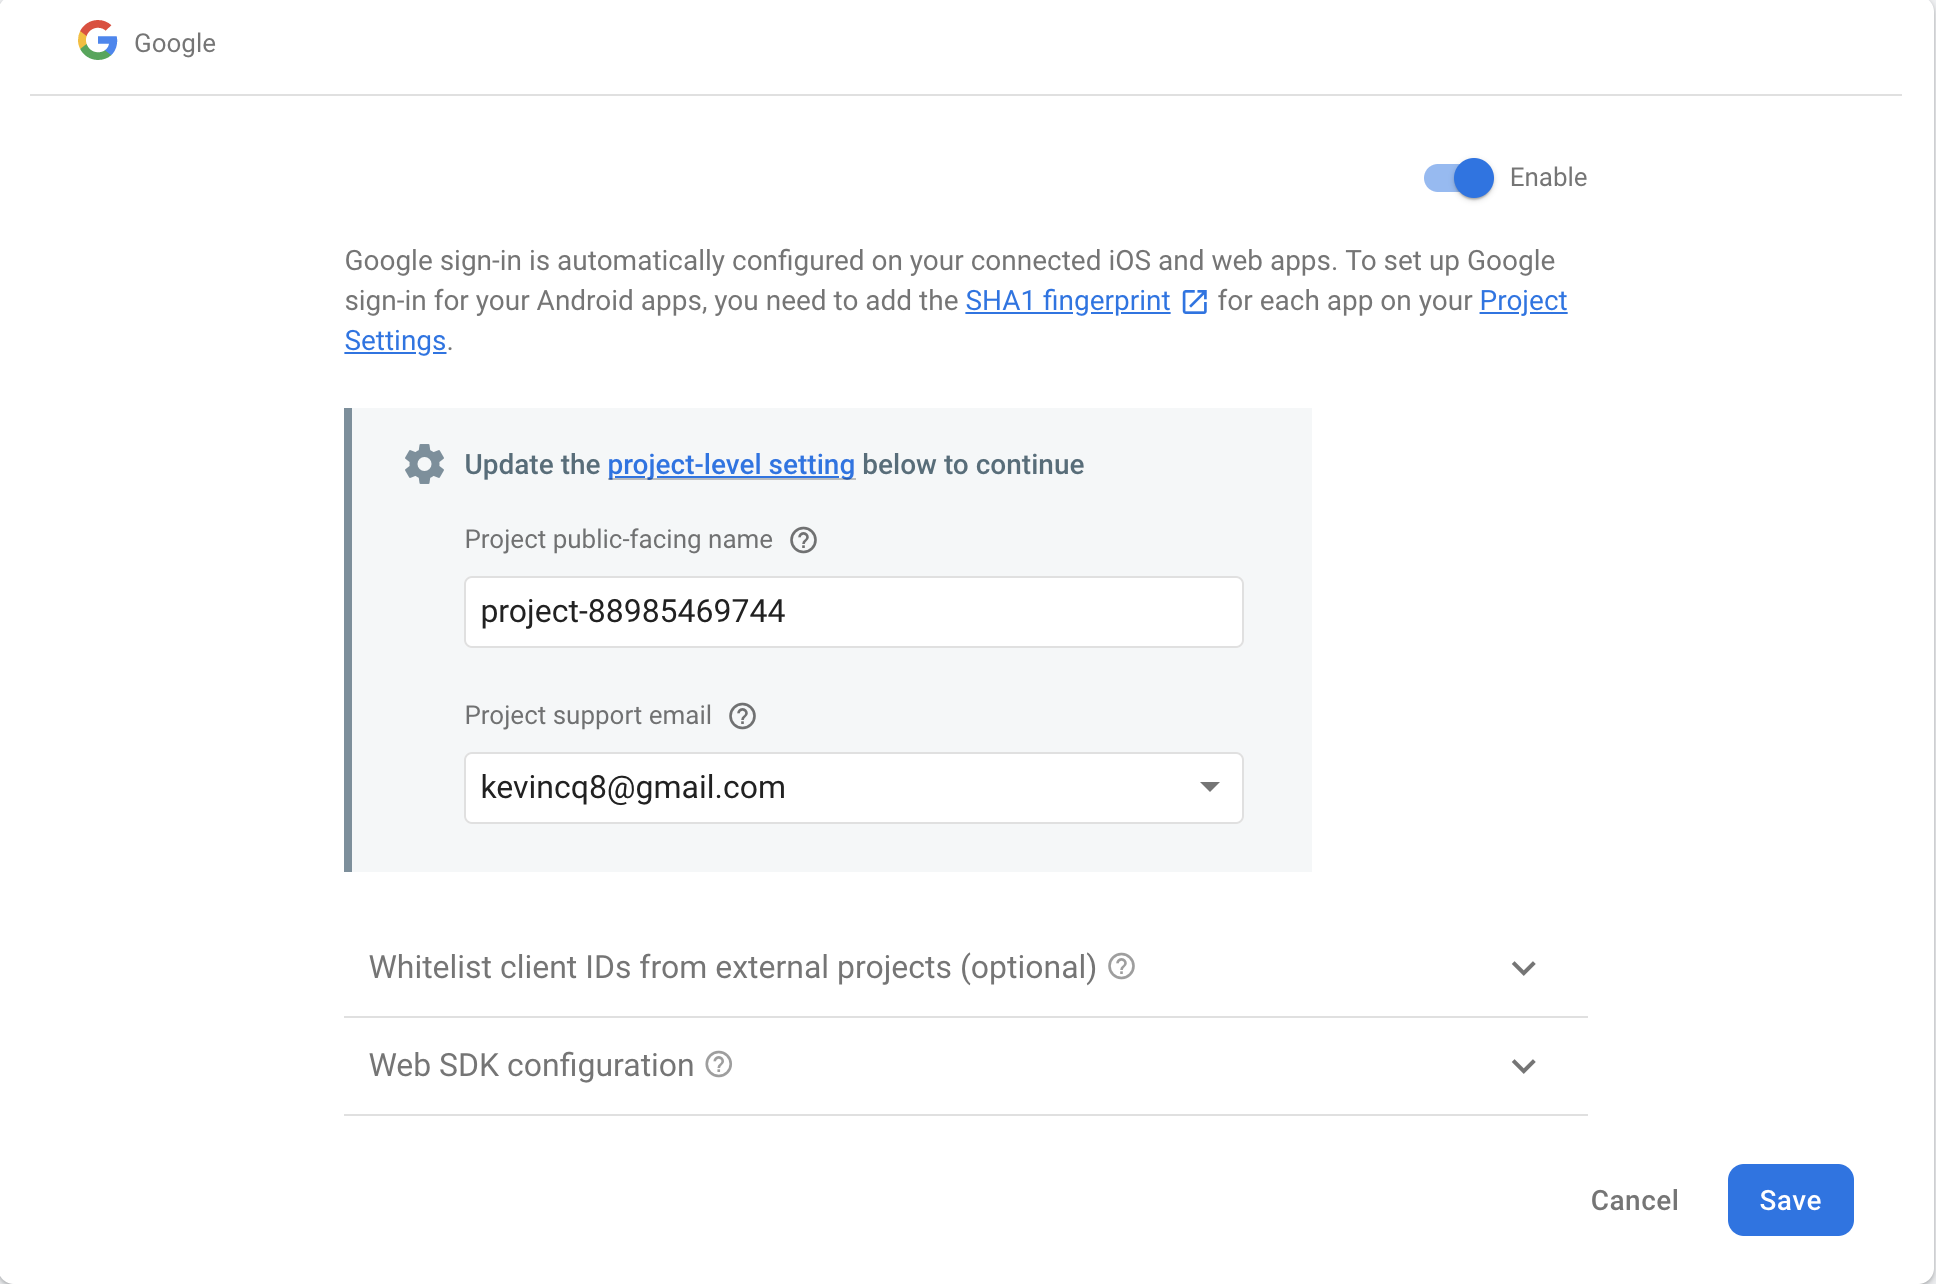 Google
Enable
Google sign-in is automatically configured on your connected iOS and web apps. To set up Google
sign-in for your Android apps, you need to add the SHA1 fingerprint for each app on your Project
Settings.
Update the project-level setting below to continue
Project public-facing name
project-88985469744
Project support email
kevincq8@gmail.com
Whitelist client IDs from external projects (optional)
Web SDK configuration
Cancel
Save